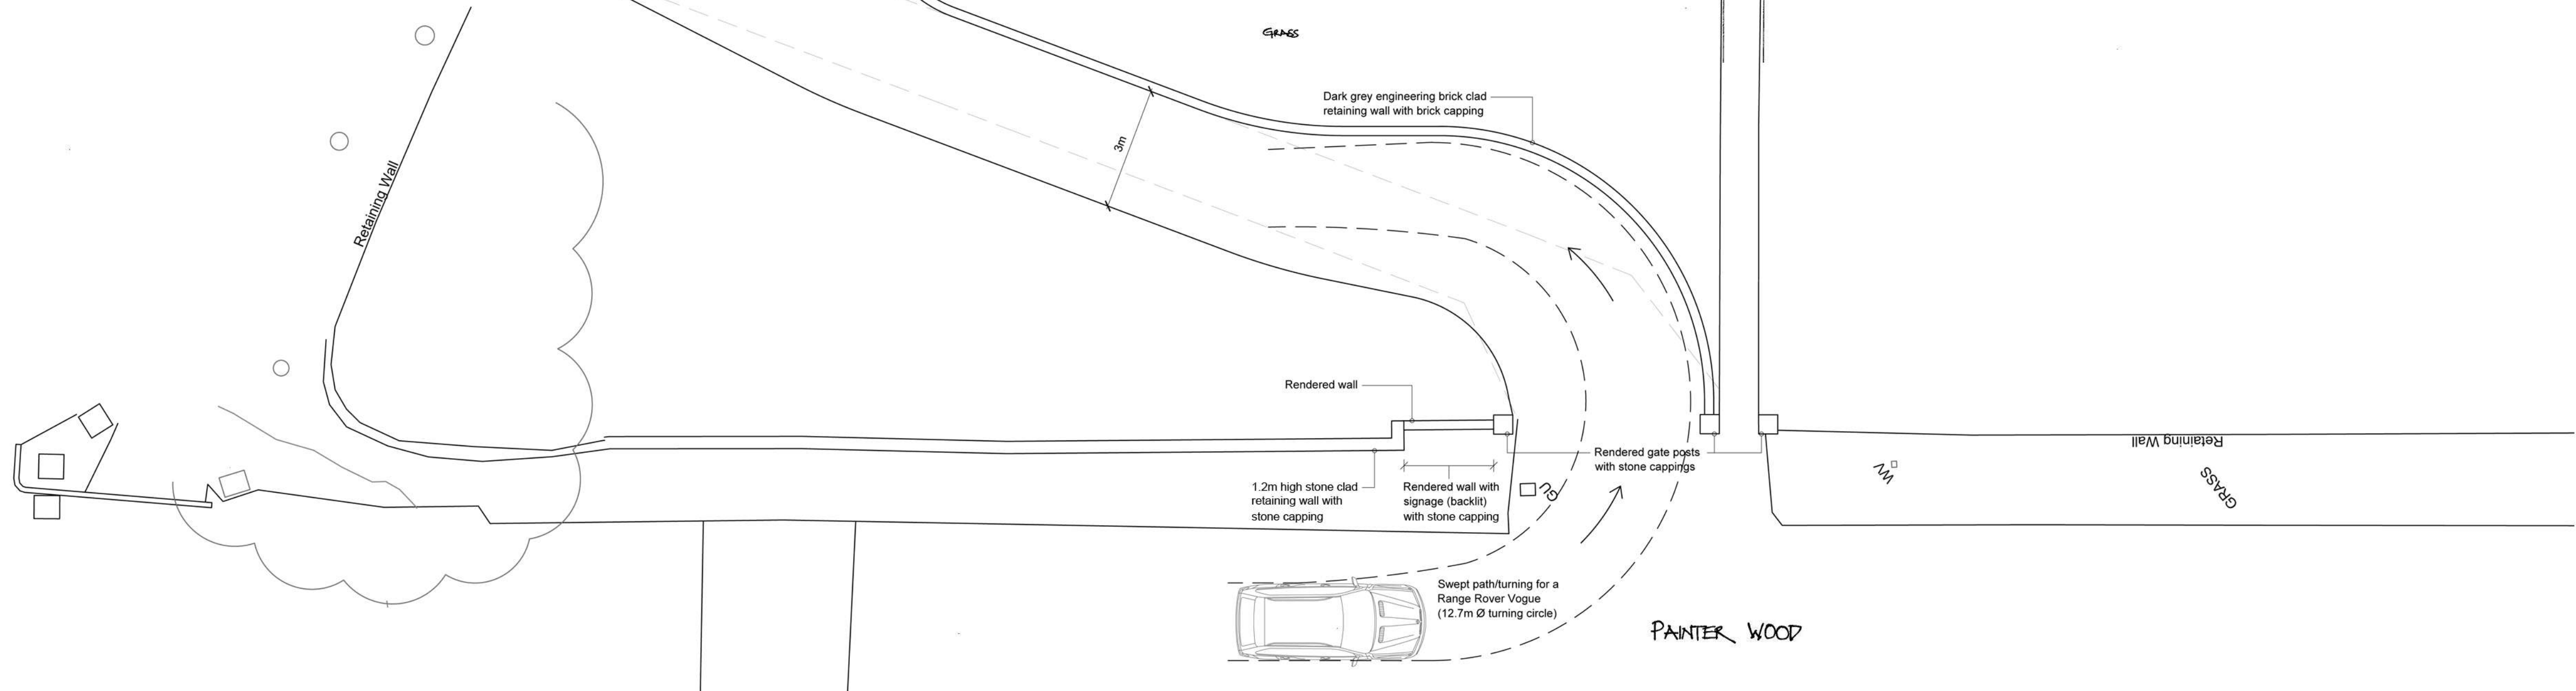 GRASS
Dark grey engineering brick clad
retaining wall with brick capping
3m
Retaining Wall
Rendered wall
Retaining Wall
Rendered gate posts
with stone cappings
WV
GRASS
1.2m high stone clad
retaining wall with
stone capping
Rendered wall with
signage (backlit)
with stone capping
GU
Swept path/turning for a
Range Rover Vogue
(12.7m Ø turning circle)
PAINTER WOOD